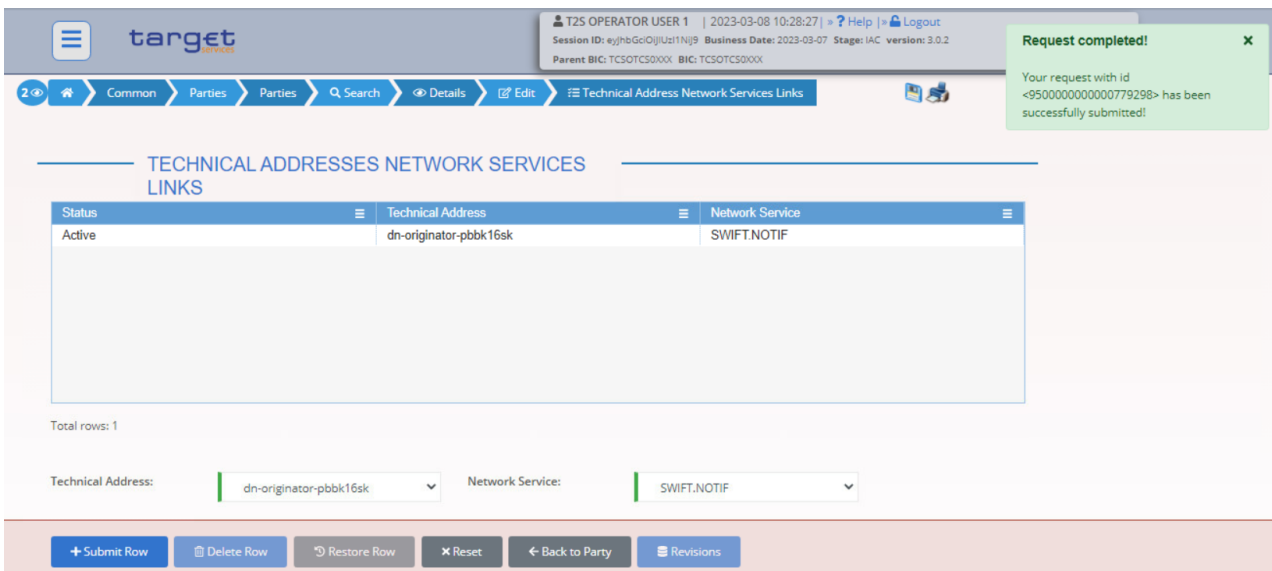 target
services
T2S OPERATOR USER 1 | 2023-03-08 10:28:27| » ? Help |» Logout
Session ID: eyJhbGciOiJIUzI1NiJ9 Business Date: 2023-03-07 Stage: IAC version: 3.0.2
Parent BIC: TCSOTCS0XXX BIC: TCSOTCS0XXX
Request completed! ×
Your request with id
<9500000000000779298> has been
successfully submitted!
2 Common Parties Parties Search Details Edit Technical Address Network Services Links
TECHNICAL ADDRESSES NETWORK SERVICES
LINKS
Status Technical Address Network Service
Active dn-originator-pbbk16sk SWIFT.NOTIF
Total rows: 1
Technical Address: dn-originator-pbbk16sk Network Service: SWIFT.NOTIF
+ Submit Row Delete Row Restore Row × Reset ← Back to Party Revisions